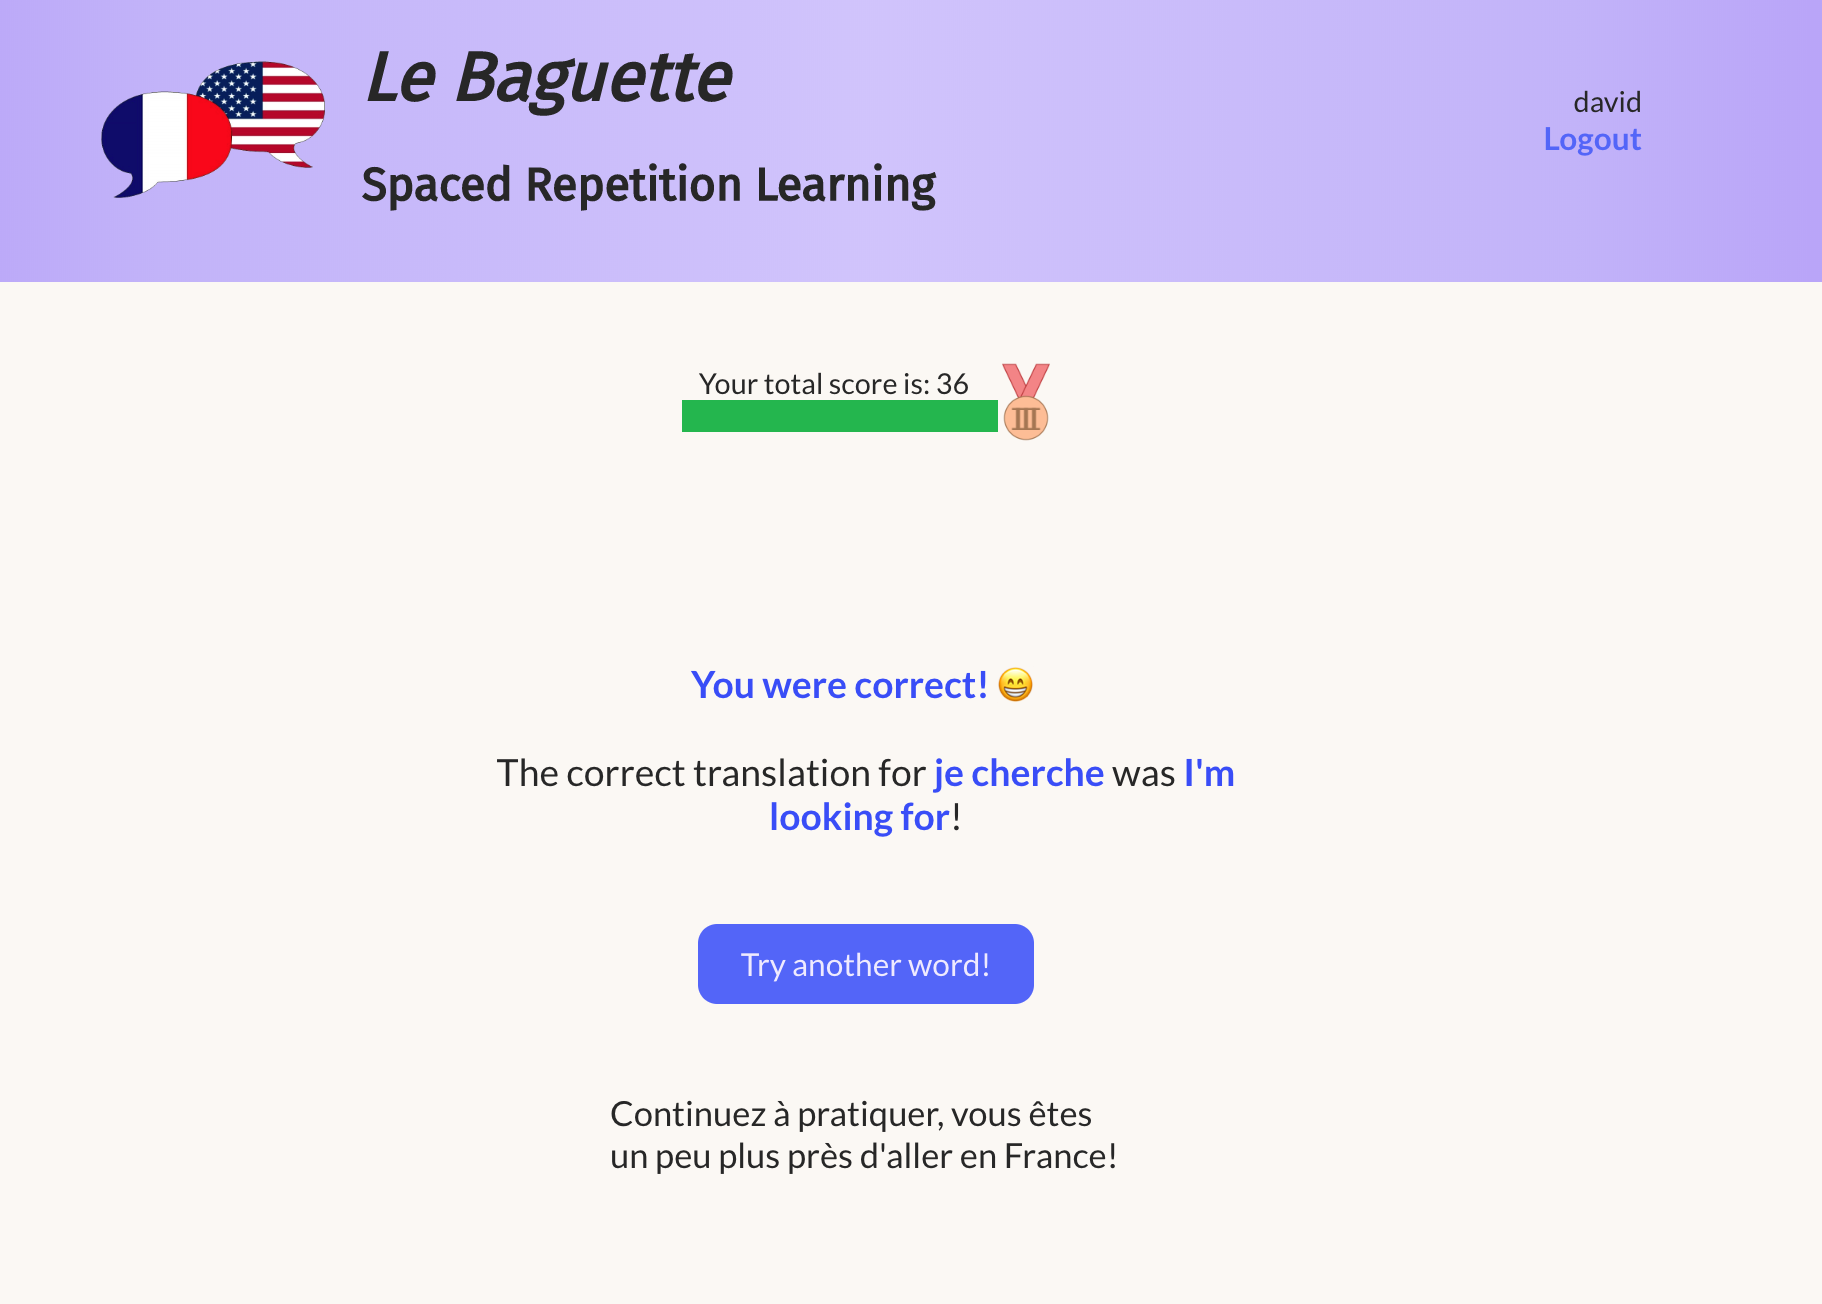 Le Baguette
Spaced Repetition Learning
david
Logout
Your total score is: 36
III
You were correct! 😁
The correct translation for je cherche was I'm
looking for!
Try another word!
Continuez à pratiquer, vous êtes
un peu plus près d'aller en France!